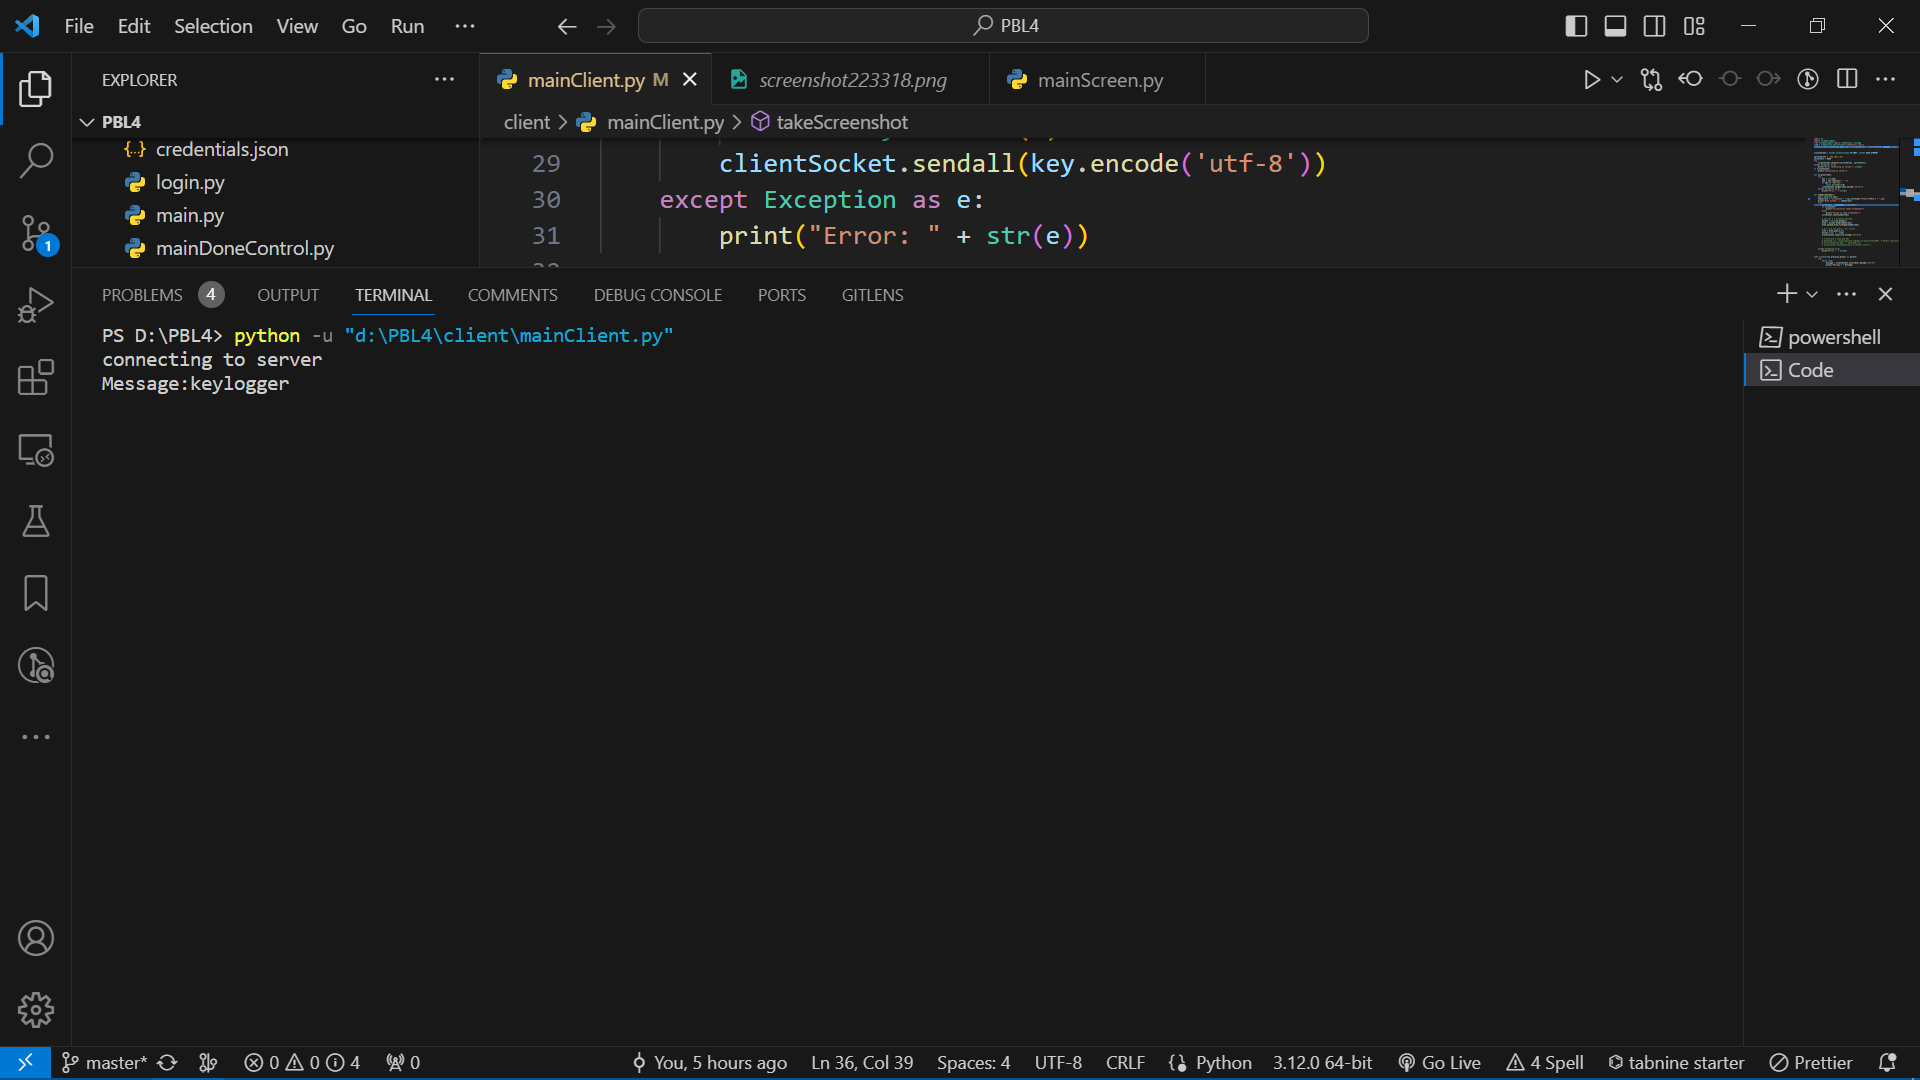 File Edit Selection View Go Run
PBL4
EXPLORER
mainClient.py M
screenshot223318.png
mainScreen.py
PBL4
client > mainClient.py > takeScreenshot
credentials.json
login.py
main.py
mainDoneControl.py
29 clientSocket.sendall(key.encode('utf-8'))
30 except Exception as e:
31 print("Error: " + str(e))
PROBLEMS 4 OUTPUT TERMINAL COMMENTS DEBUG CONSOLE PORTS GITLENS
PS D:\PBL4> python -u "d:\PBL4\client\mainClient.py"
connecting to server
Message:keylogger
powershell
Code
1
master* 0 0 4 0 You, 5 hours ago Ln 36, Col 39 Spaces: 4 UTF-8 CRLF Python 3.12.0 64-bit Go Live 4 Spell tabnine starter Prettier